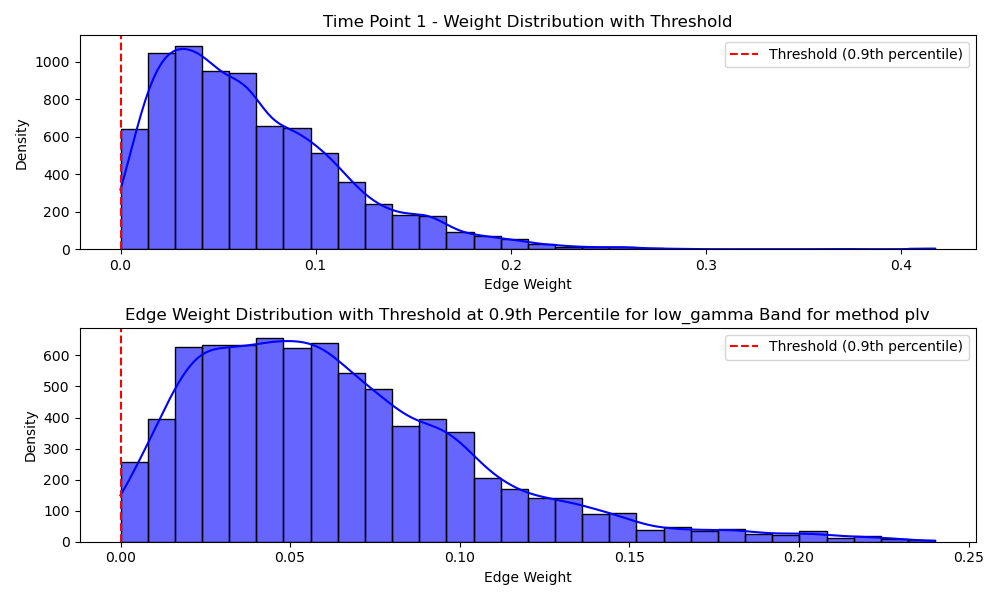 Time Point 1 - Weight Distribution with Threshold
Threshold (0.9th percentile)
Density
1000
800
600
400
200
0
0.0 0.1 0.2 0.3 0.4
Edge Weight
Edge Weight Distribution with Threshold at 0.9th Percentile for low_gamma Band for method plv
Threshold (0.9th percentile)
Density
600
500
400
300
200
100
0
0.00 0.05 0.10 0.15 0.20 0.25
Edge Weight